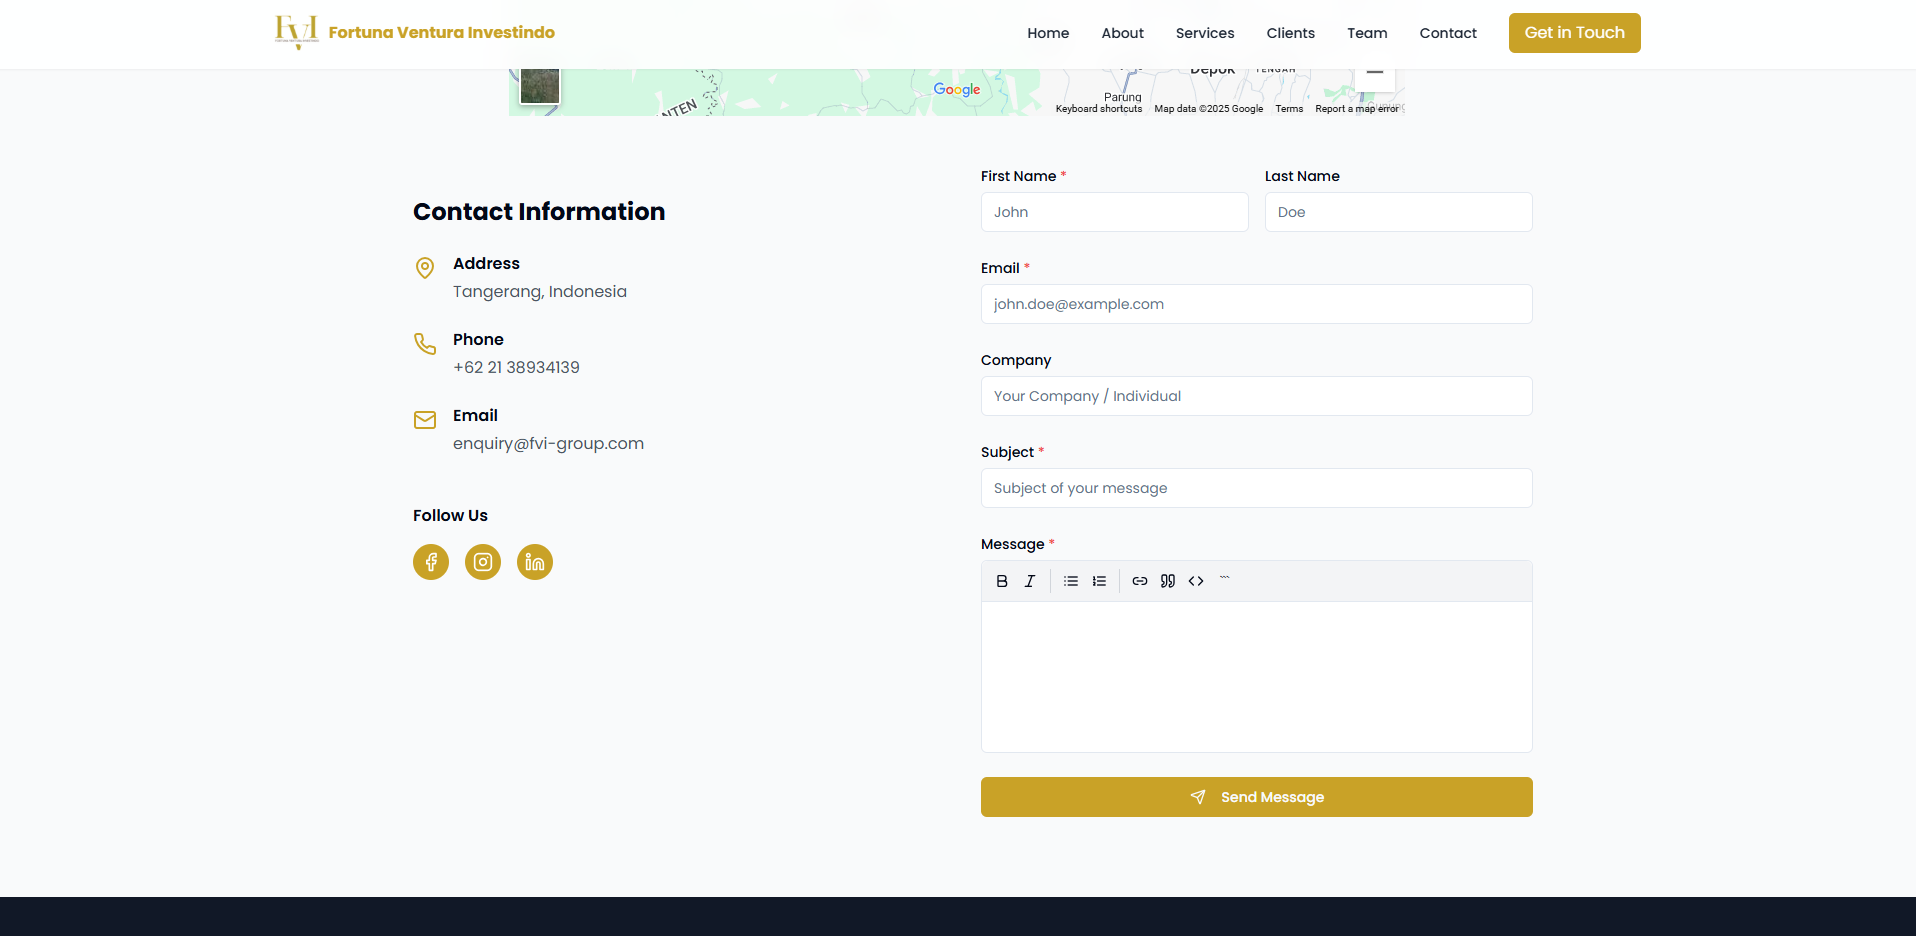 FVI
Fortuna Ventura Investindo
Home
About
Services
Clients
Team
Contact
Get in Touch
Depok
TENGAH
Google
Parung
Keyboard shortcuts
Map data ©2025 Google
Terms
Report a map error
First Name *
Last Name
John
Doe
Contact Information
Address
Tangerang, Indonesia
Email *
john.doe@example.com
Phone
+62 21 38934139
Company
Your Company / Individual
Email
enquiry@fvi-group.com
Subject *
Subject of your message
Follow Us
Message *
Send Message